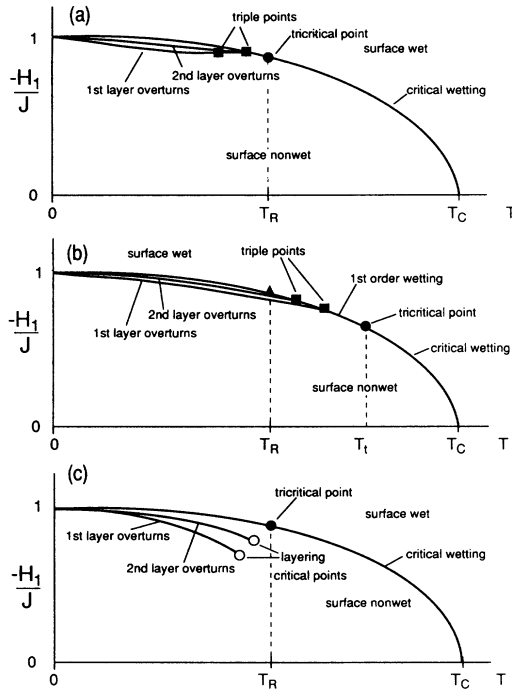 (a)
triple points
tricritical point
surface wet
1
2nd layer overturns
1st layer overturns
-H1
J
critical wetting
surface nonwet
0
0
TR
TC
T
(b)
surface wet
triple points
1st order wetting
1
2nd layer overturns
1st layer overturns
tricritical point
-H1
J
critical wetting
surface nonwet
0
0
TR
Tt
TC
T
(c)
tricritical point
surface wet
1
1st layer overturns
2nd layer overturns
layering
critical points
critical wetting
-H1
J
surface nonwet
0
0
TR
TC
T